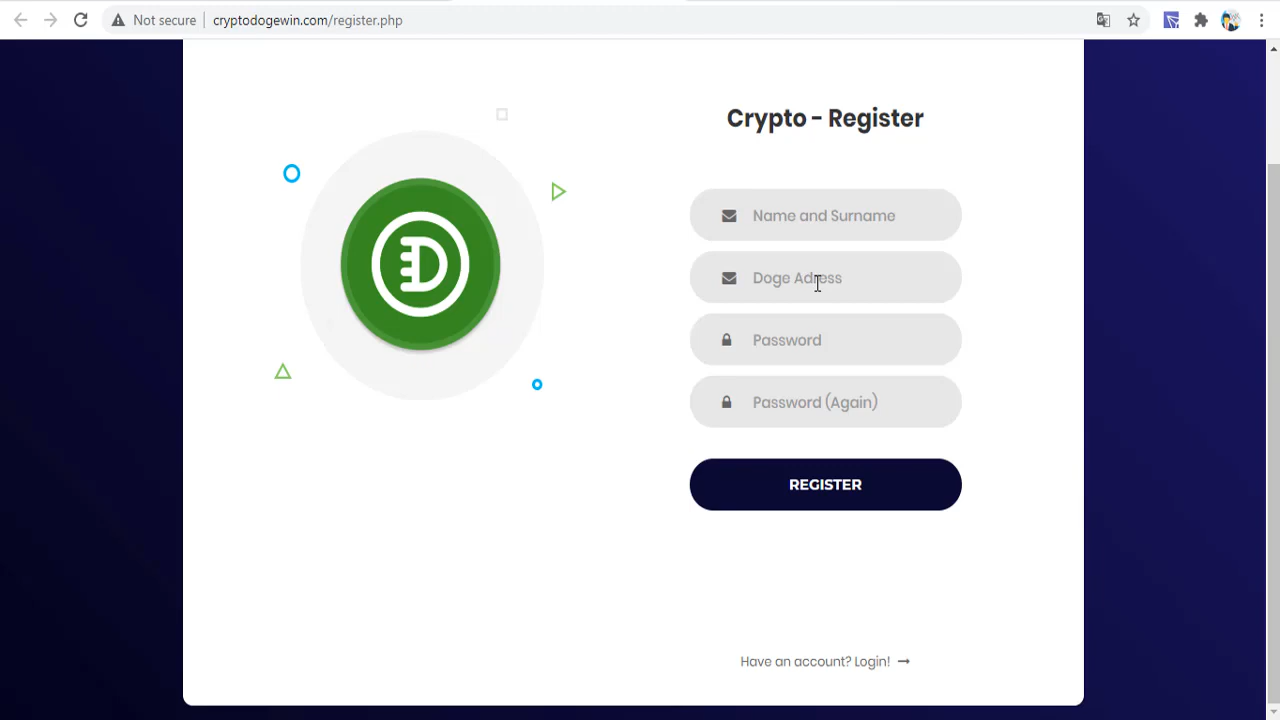 Not secure
cryptodogewin.com/register.php
Crypto - Register
Name and Surname
Doge Adress
Password
Password (Again)
REGISTER
Have an account? Login! →